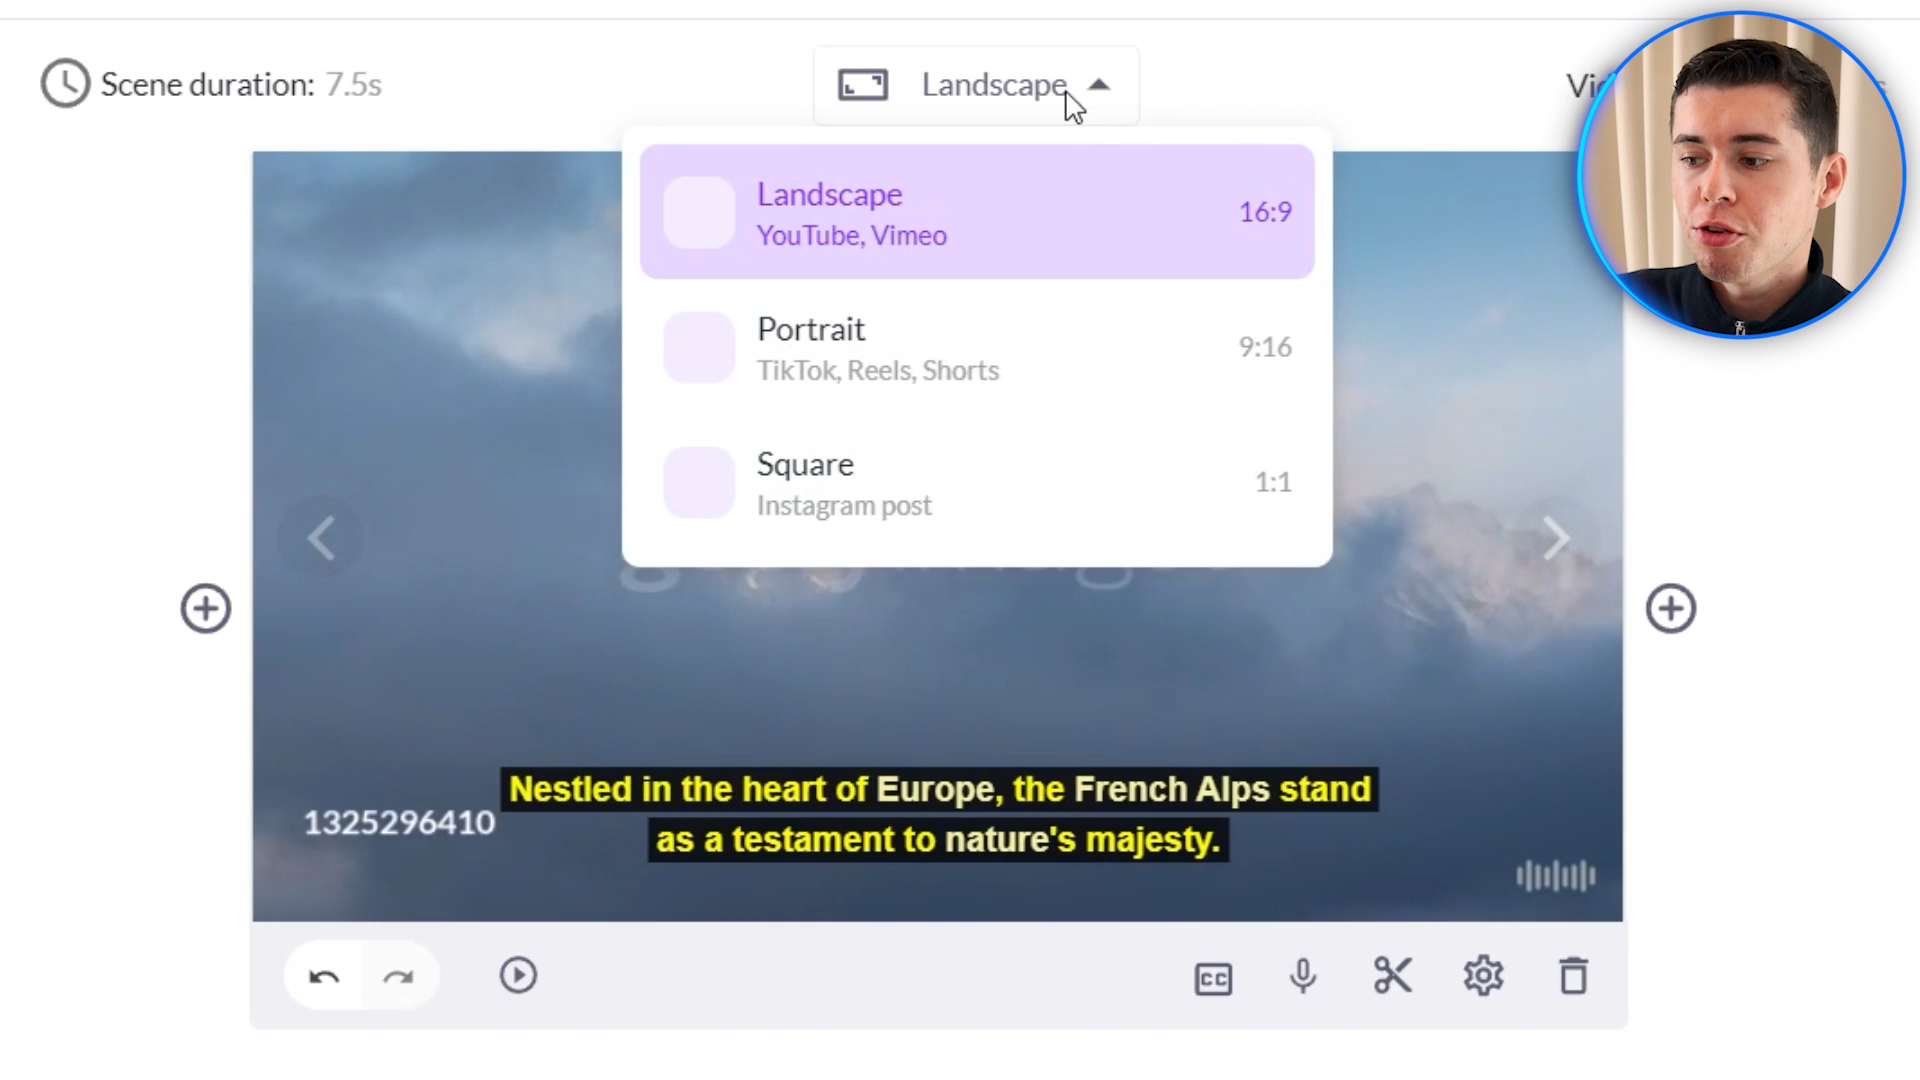 Scene duration: 7.5s
Landscape
Landscape
YouTube, Vimeo
16:9
Portrait
TikTok, Reels, Shorts
9:16
Square
Instagram post
1:1
1325296410
Nestled in the heart of Europe, the French Alps stand
as a testament to nature's majesty.
CC